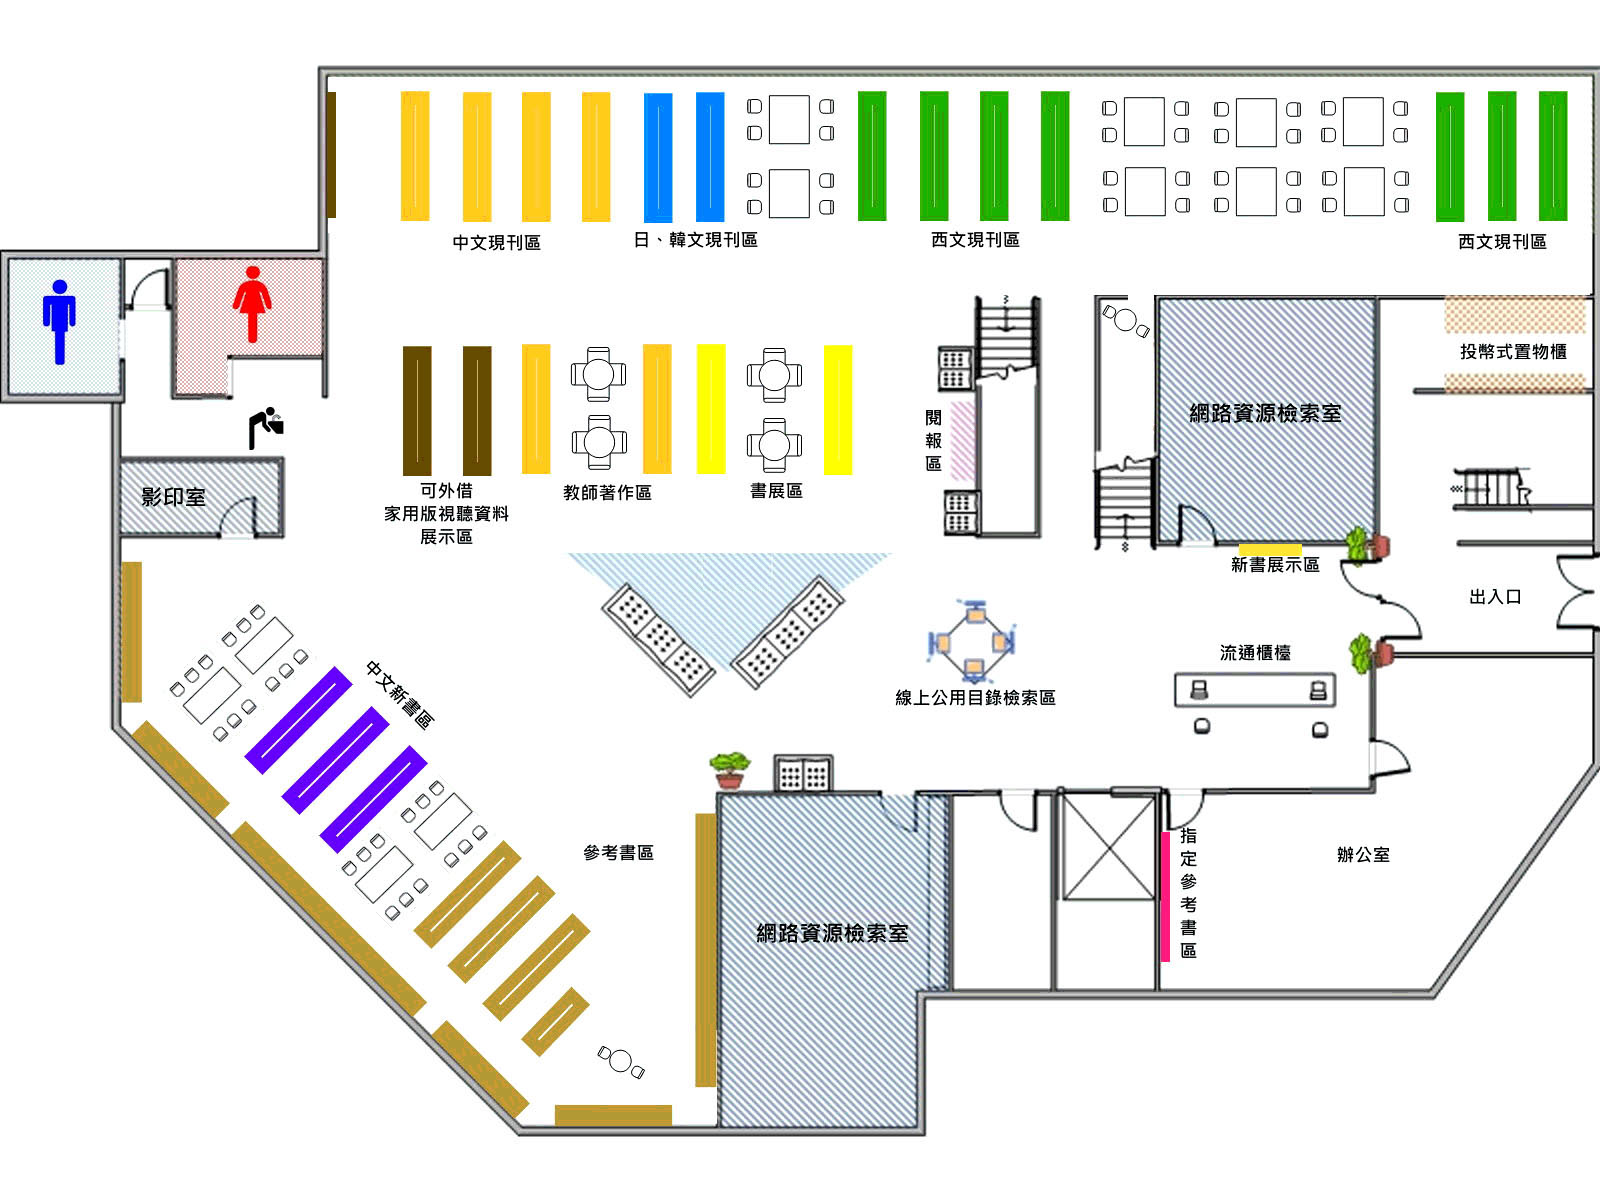 中文現刊區
日、韓文現刊區
西文現刊區
西文現刊區
投幣式置物櫃
網路資源檢索室
閱報區
影印室
可外借
家用版視聽資料
展示區
教師著作區
書展區
新書展示區
出入口
流通櫃檯
線上公用目錄檢索區
中文新書區
參考書區
網路資源檢索室
指定參考書區
辦公室